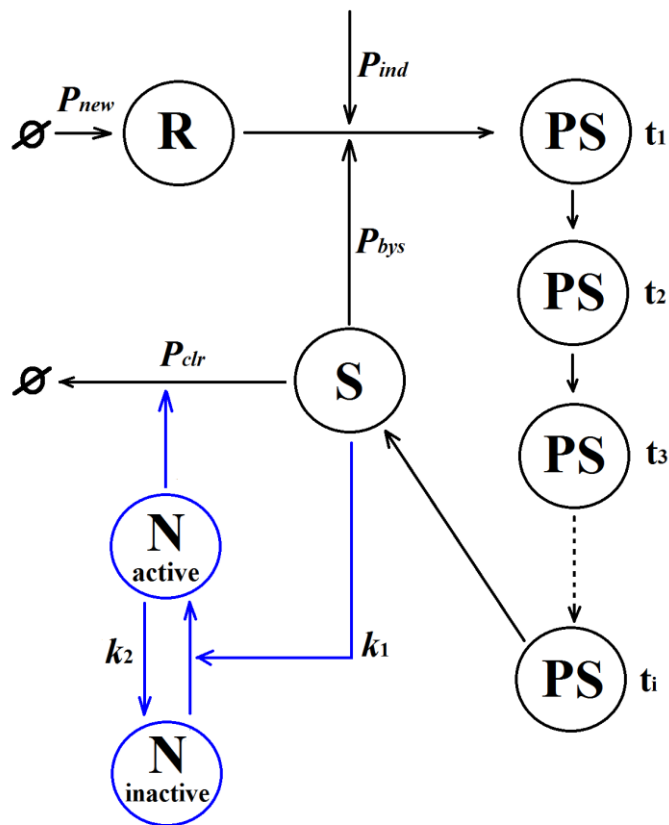 P_ind
P_new
∅
R
PS
t1
P_bys
PS
t2
P_clr
∅
S
PS
t3
N
active
k2
k1
PS
ti
N
inactive